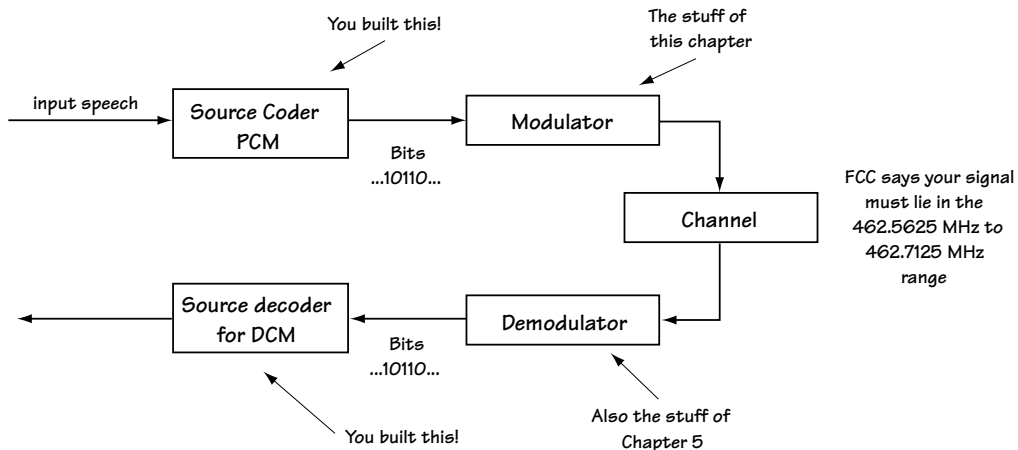 You built this!
The stuff of
this chapter
input speech
Source Coder
PCM
Bits
...10110...
Modulator
Channel
FCC says your signal
must lie in the
462.5625 MHz to
462.7125 MHz
range
Source decoder
for DCM
Bits
...10110...
Demodulator
You built this!
Also the stuff of
Chapter 5